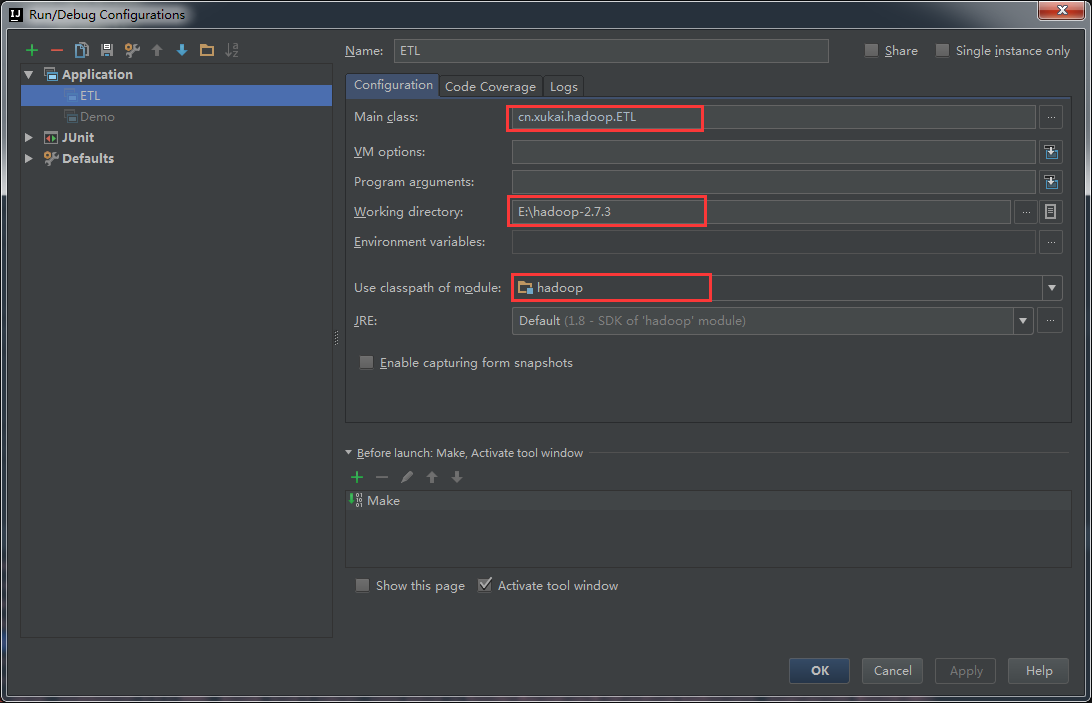 Run/Debug Configurations
Name: ETL Share Single instance only
Application
ETL
Demo
JUnit
Defaults
Configuration Code Coverage Logs
Main class: cn.xukai.hadoop.ETL
VM options:
Program arguments:
Working directory: E:\hadoop-2.7.3
Environment variables:
Use classpath of module: hadoop
JRE: Default (1.8 - SDK of 'hadoop' module)
Enable capturing form snapshots
Before launch: Make, Activate tool window
Make
Show this page Activate tool window
OK Cancel Apply Help